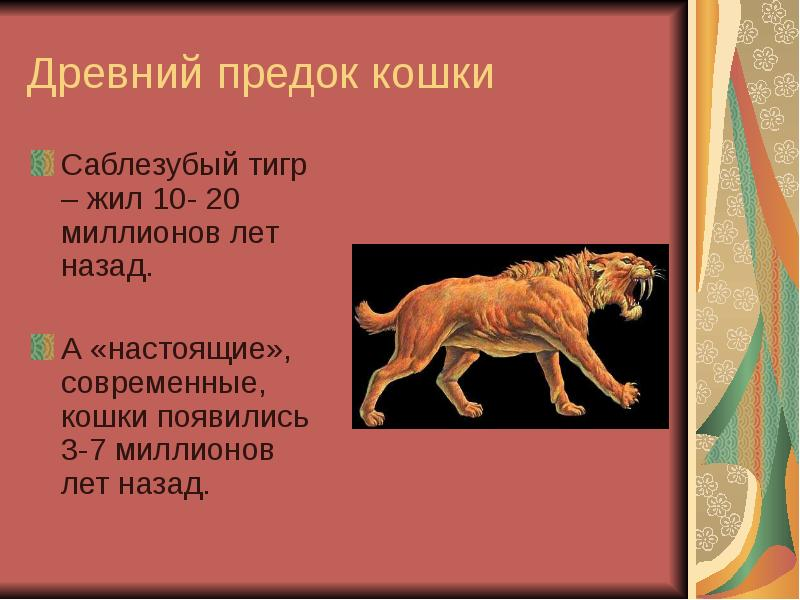 Древний предок кошки
Саблезубый тигр
– жил 10- 20
миллионов лет
назад.
А «настоящие»,
современные,
кошки появились
3-7 миллионов
лет назад.